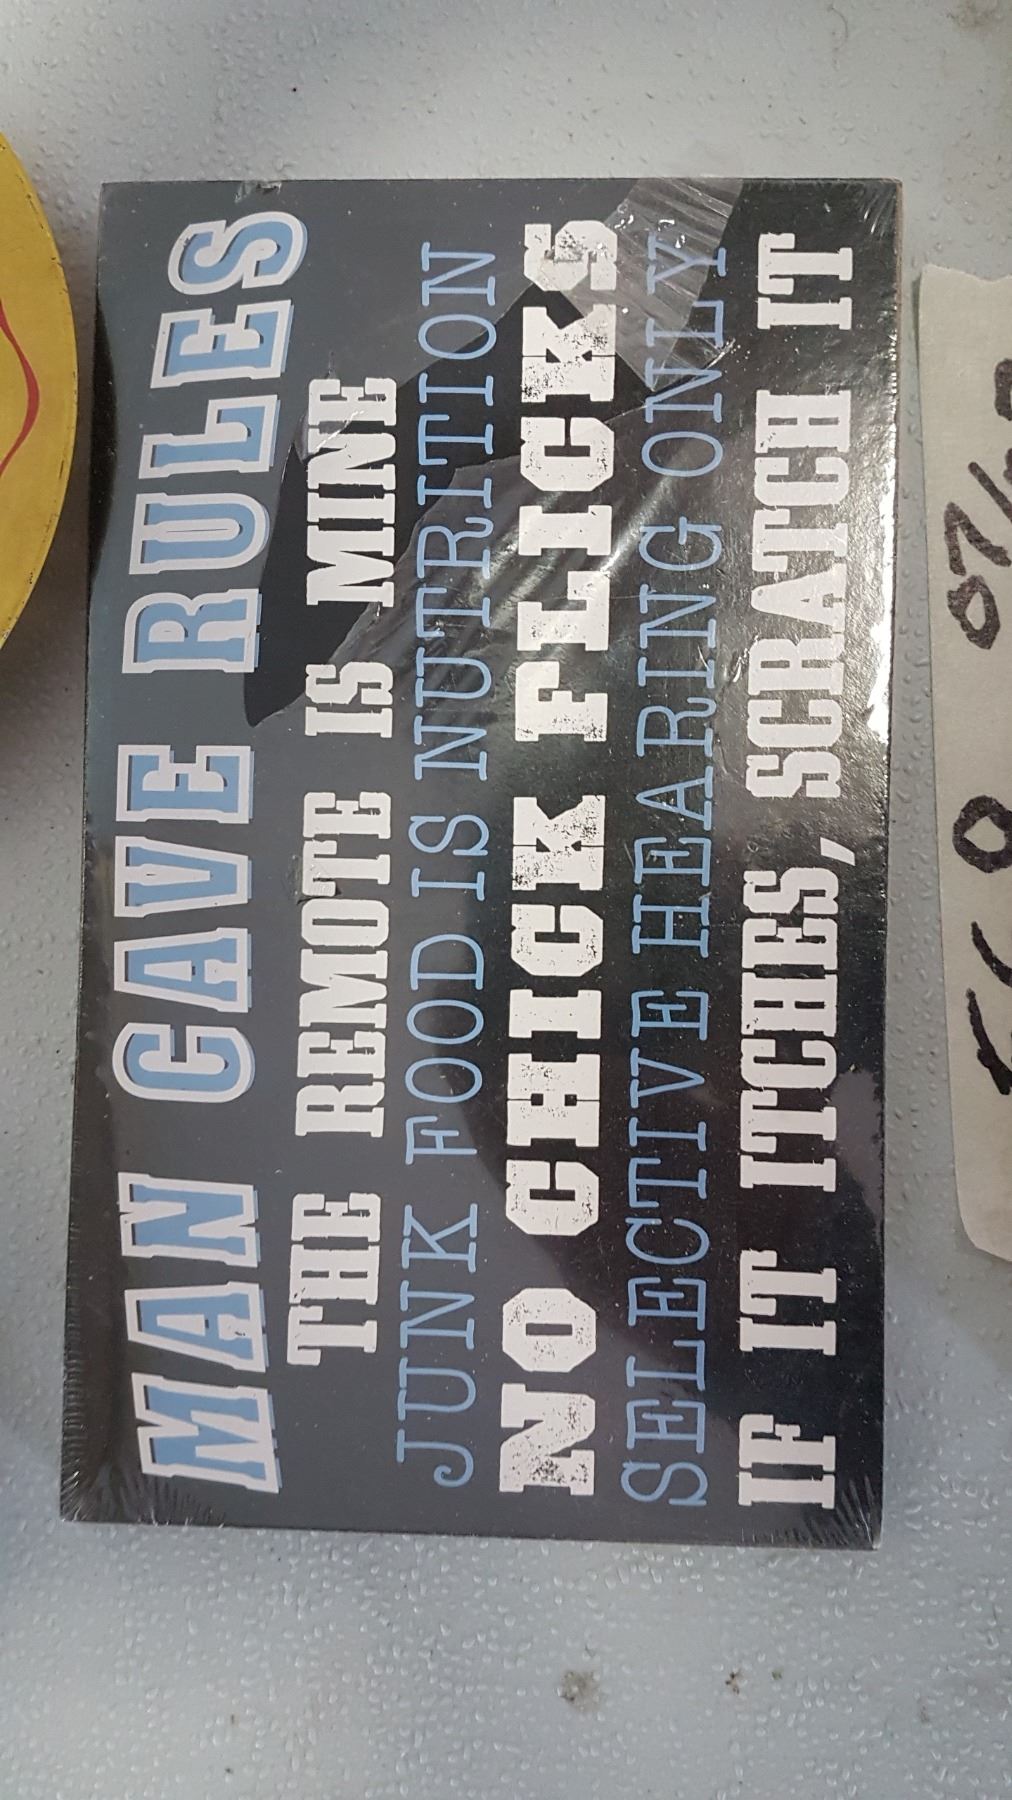 MAN CAVE RULES
THE REMOTE IS MINE
JUNK FOOD IS NUTRITION
NO CHICK FLICKS
SELECTIVE HEARING ONLY
IF IT ITCHES, SCRATCH IT